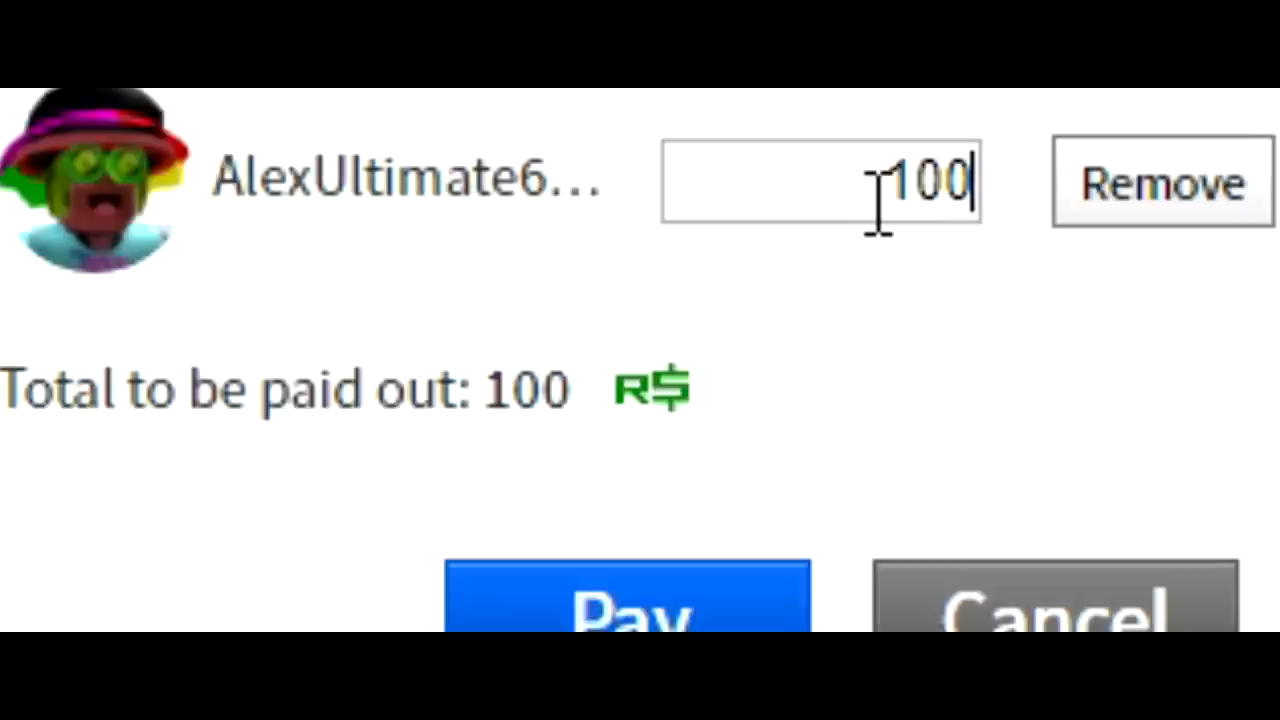 AlexUltimate6... 100 Remove
Total to be paid out: 100 R$
Pay Cancel